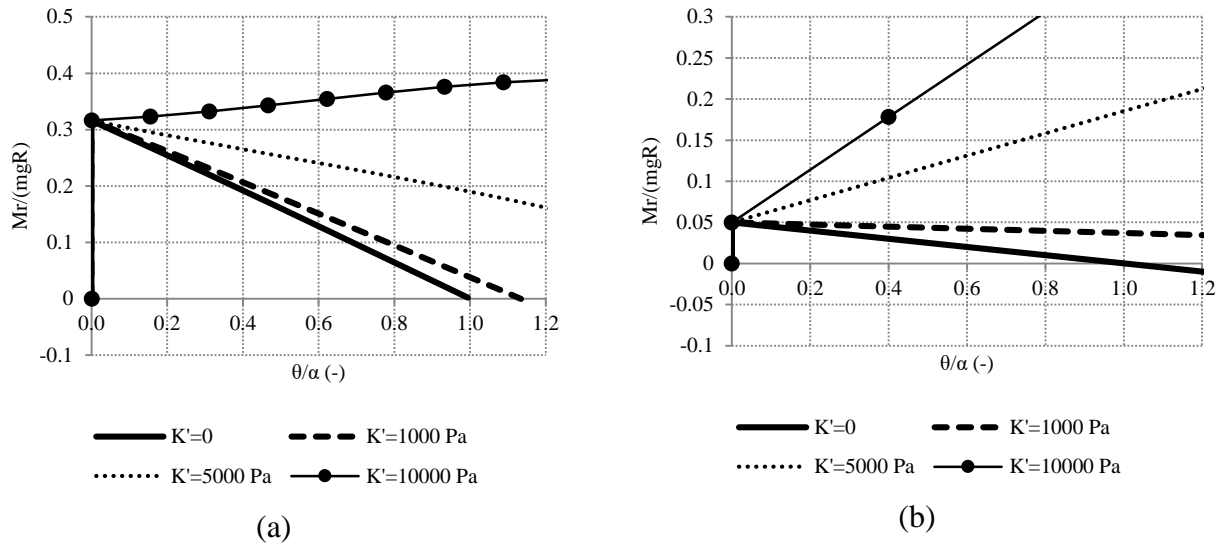 0.5
0.4
0.3
0.2
0.1
0
-0.1
Mr/(mgR)
0.0 0.2 0.4 0.6 0.8 1.0 1.2
θ/α (-)
K'=0 K'=1000 Pa
K'=5000 Pa K'=10000 Pa
(a)
0.3
0.25
0.2
0.15
0.1
0.05
0
-0.05
-0.1
Mr/(mgR)
0.0 0.2 0.4 0.6 0.8 1.0 1.2
θ/α (-)
K'=0 K'=1000 Pa
K'=5000 Pa K'=10000 Pa
(b)